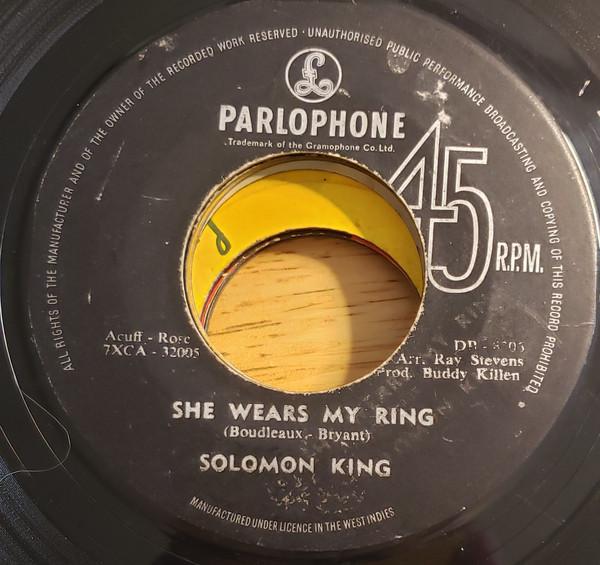 ALL RIGHTS OF THE MANUFACTURER AND OF THE OWNER OF THE RECORDED WORK RESERVED · UNAUTHORISED PUBLIC PERFORMANCE BROADCASTING AND COPYING OF THIS RECORD PROHIBITED
£
PARLOPHONE
Trademark of the Gramophone Co. Ltd.
45
R.P.M.
Acuff - Rose
7XCA - 32005
DP
Arr. Ray Stevens
Prod. Buddy Killen
SHE WEARS MY RING
(Boudleaux - Bryant)
SOLOMON KING
MANUFACTURED UNDER LICENCE IN THE WEST INDIES